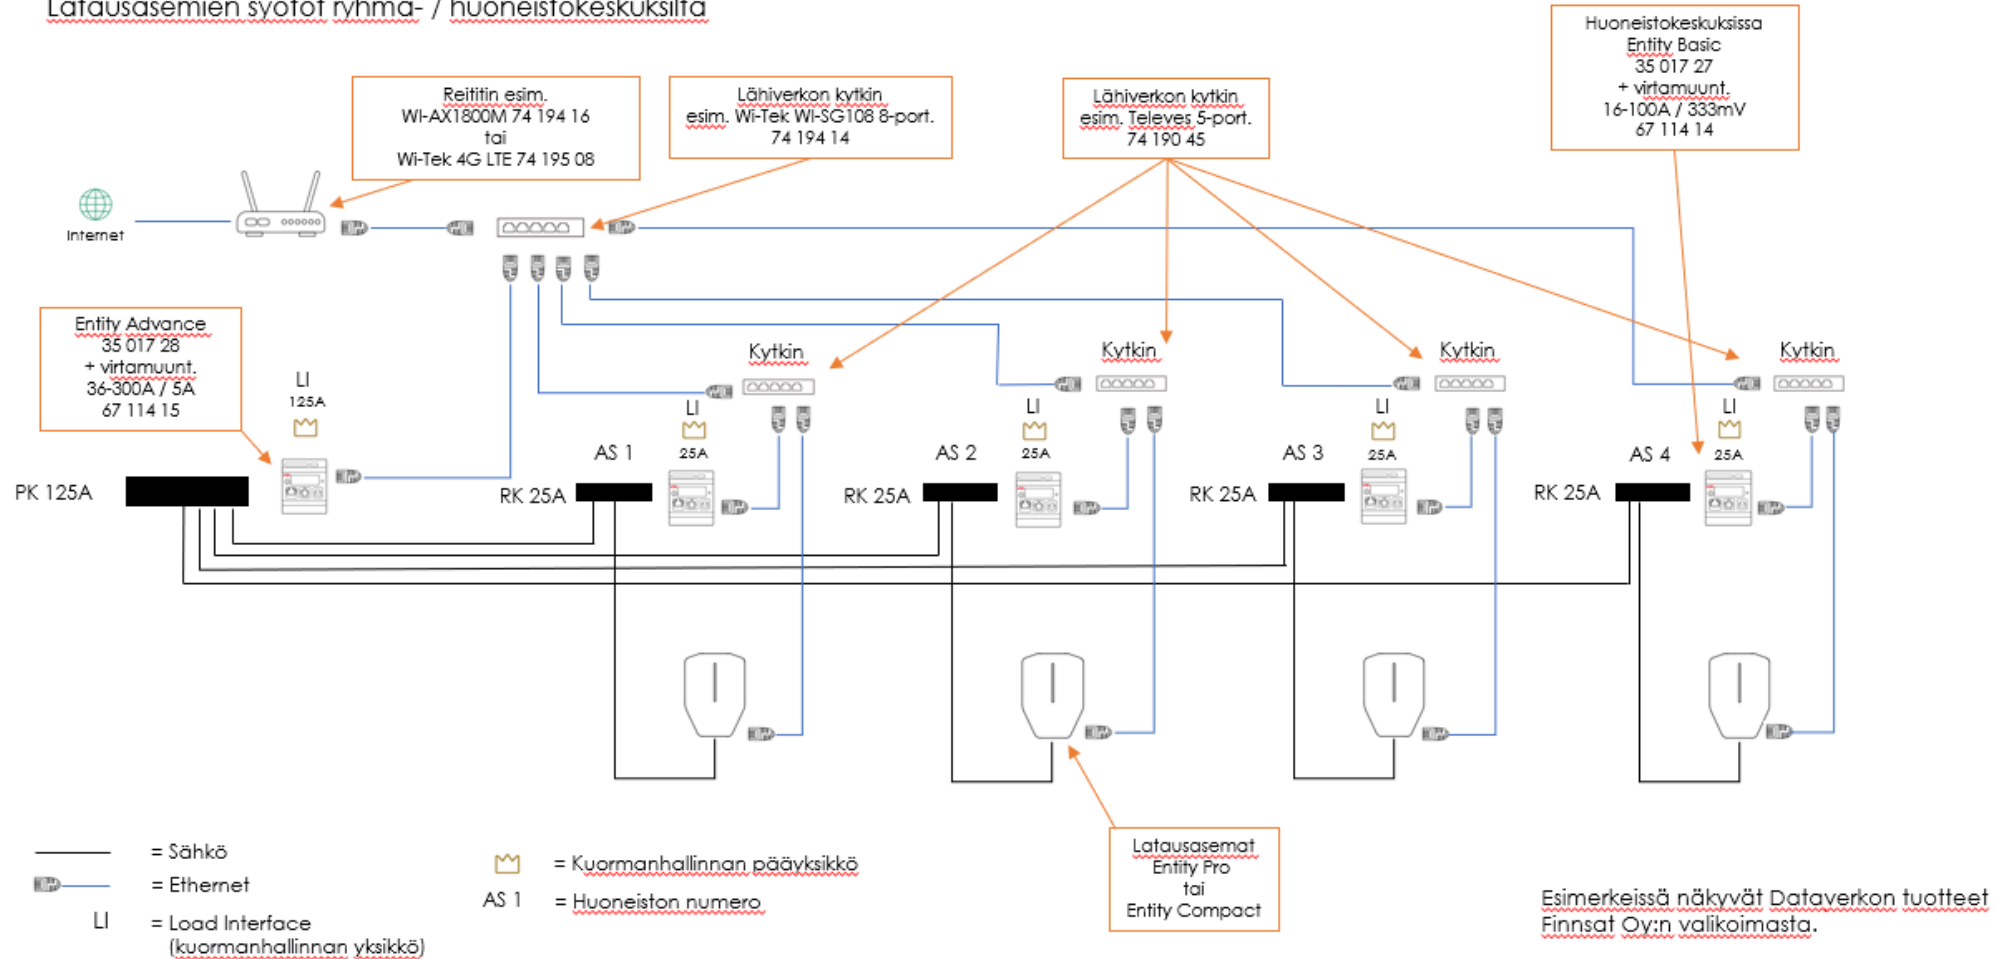 Latausasemien syötöt ryhmä- / huoneistokeskuksilta
Huoneistokeskuksissa
Entity Basic
35 017 27
+ virtamuunt.
16-100A / 333mV
67 114 14
Reititin esim.
WI-AX1800M 74 194 16
tai
Wi-Tek 4G LTE 74 195 08
Lähiverkon kytkin
esim. Wi-Tek WI-SG108 8-port.
74 194 14
Lähiverkon kytkin
esim. Televes 5-port.
74 190 45
Internet
Entity Advance
35 017 28
+ virtamuunt.
36-300A / 5A
67 114 15
LI
125A
PK 125A
Kytkin
LI
25A
AS 1
RK 25A
Kytkin
LI
25A
AS 2
RK 25A
Kytkin
LI
25A
AS 3
RK 25A
Kytkin
LI
25A
AS 4
RK 25A
Latausasemat
Entity Pro
tai
Entity Compact
= Sähkö
= Ethernet
LI = Load Interface
(kuormanhallinnan yksikkö)
= Kuormanhallinnan pääyksikkö
AS 1 = Huoneiston numero
Esimerkeissä näkyvät Dataverkon tuotteet
Finnsat Oy:n valikoimasta.